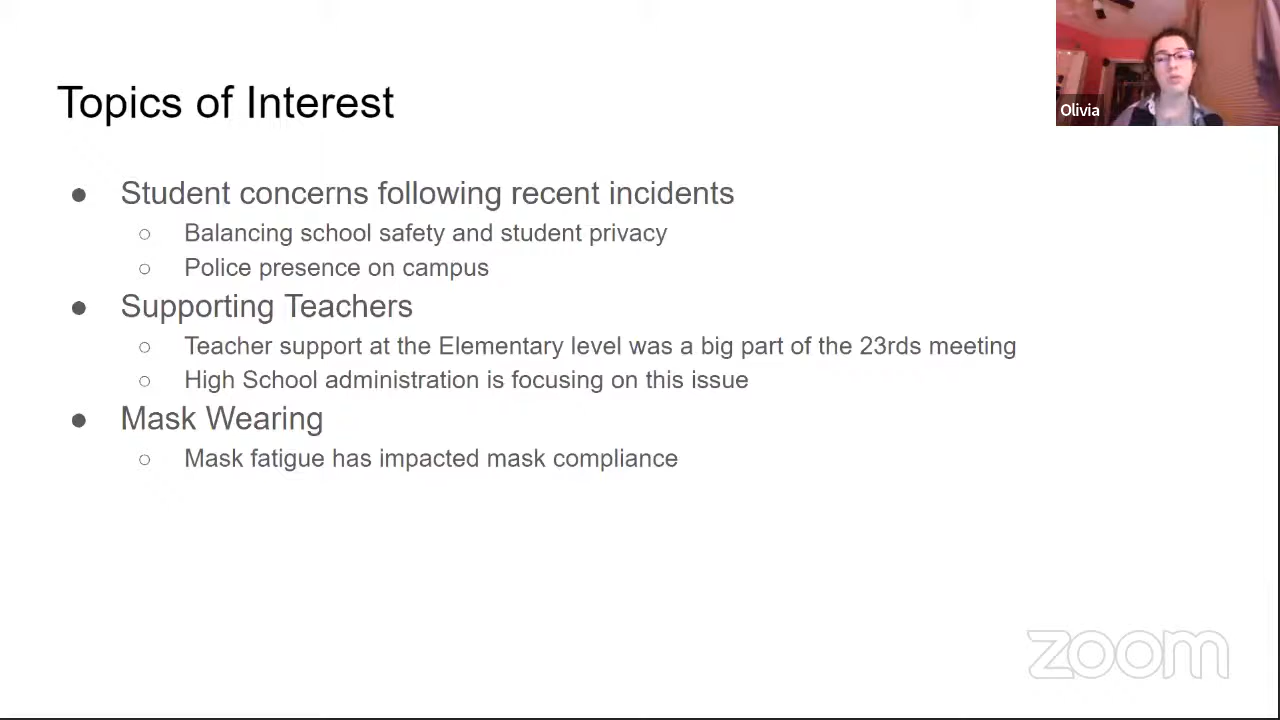 Topics of Interest
Olivia
● Student concerns following recent incidents
○ Balancing school safety and student privacy
○ Police presence on campus
● Supporting Teachers
○ Teacher support at the Elementary level was a big part of the 23rds meeting
○ High School administration is focusing on this issue
● Mask Wearing
○ Mask fatigue has impacted mask compliance
zoom